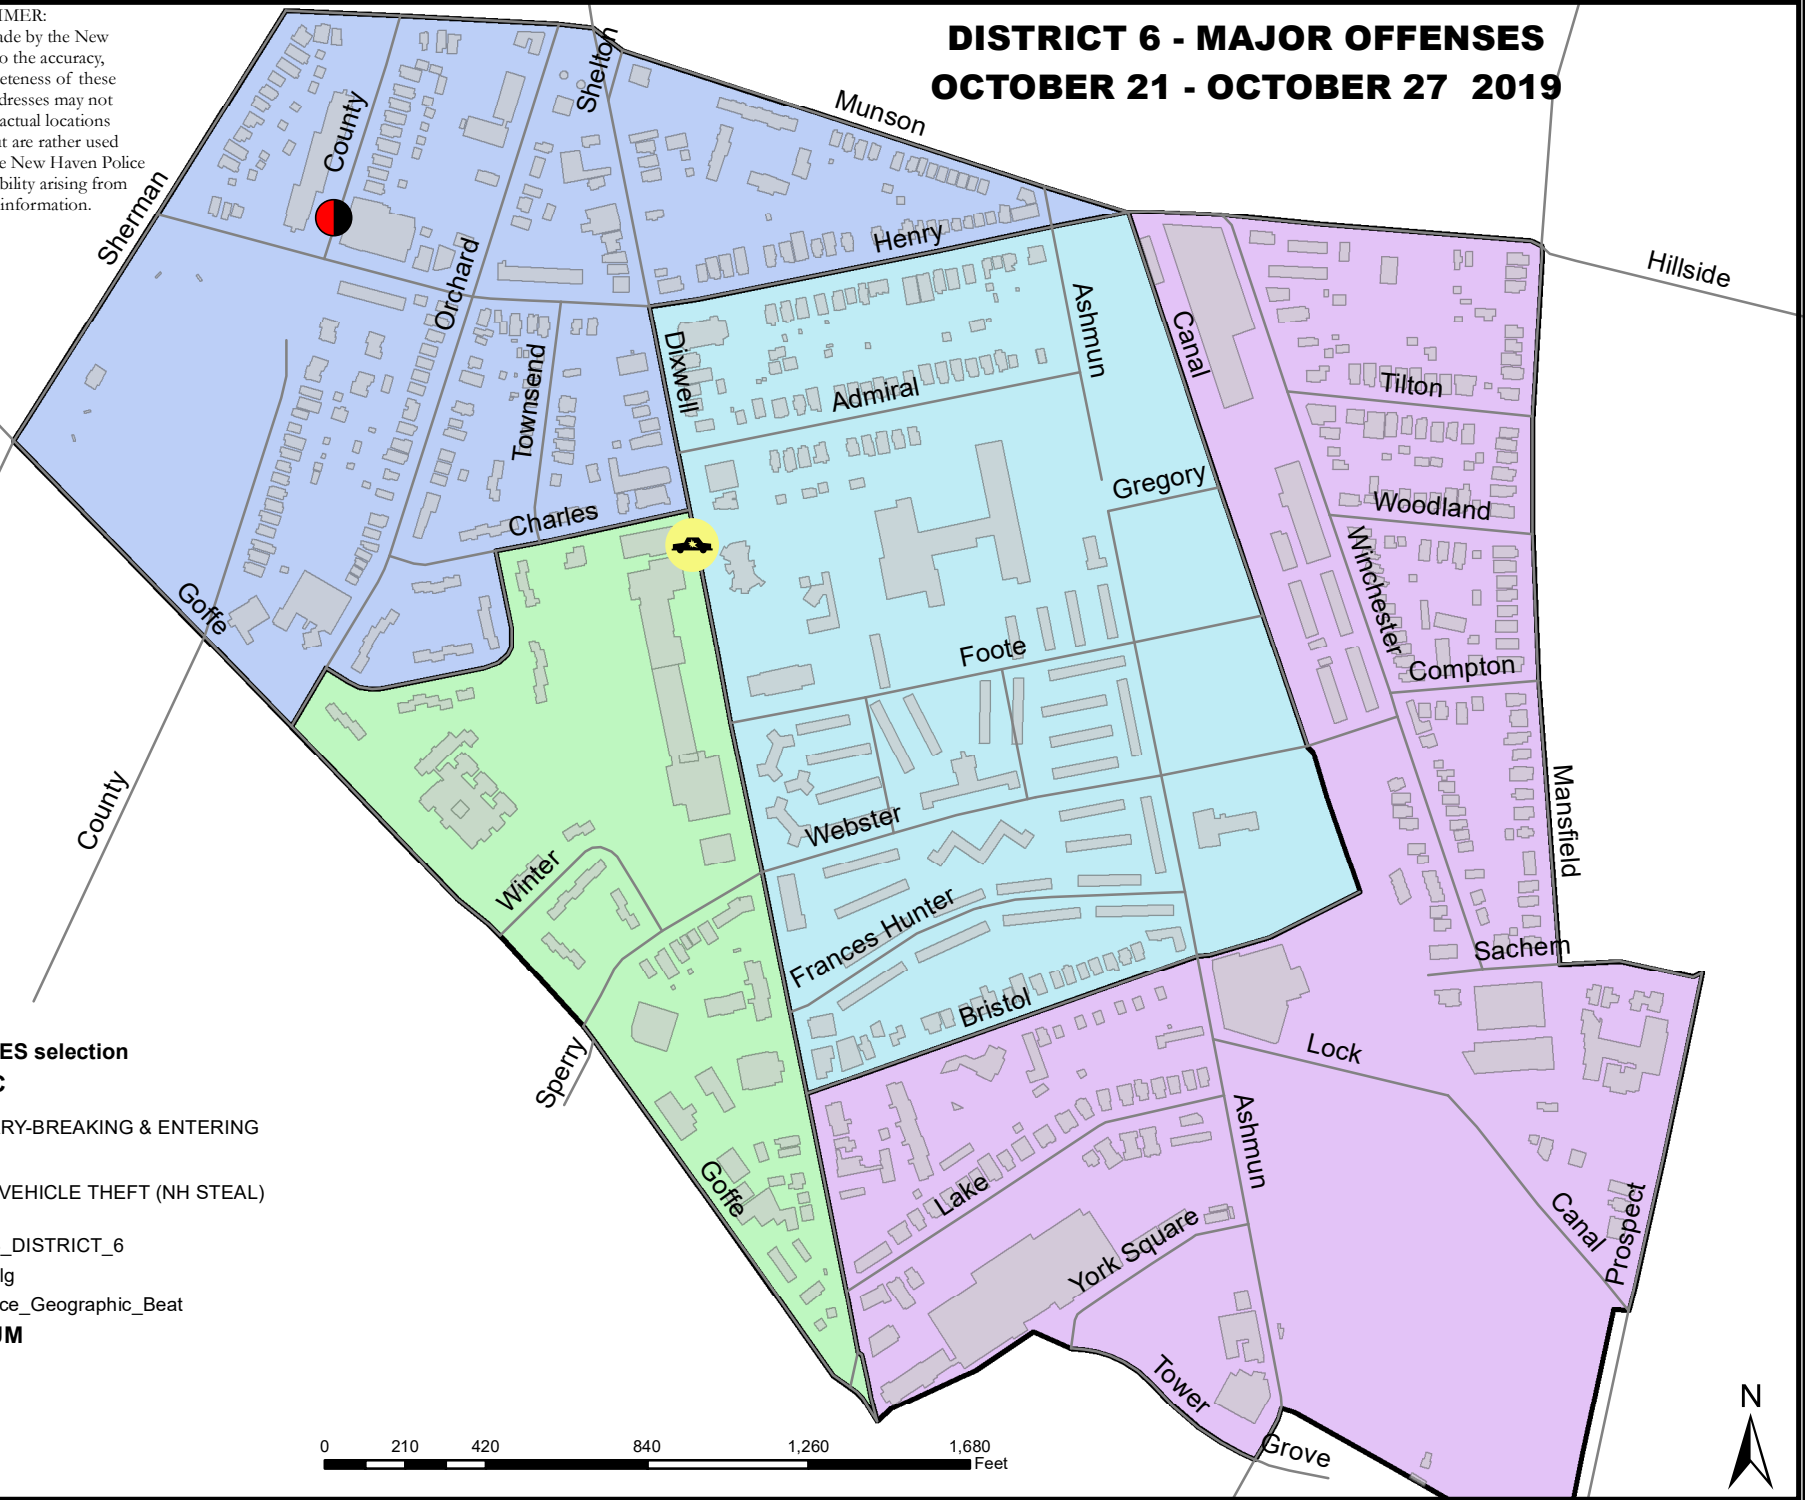 DISTRICT 6 - MAJOR OFFENSES
OCTOBER 21 - OCTOBER 27 2019
IMER:
ade by the New
o the accuracy,
eteness of these
dresses may not
actual locations
ut are rather used
e New Haven Police
bility arising from
information.
Shelton
Munson
County
Sherman
Henry
Hillside
Orchard
Ashmun
Canal
Dixwell
Townsend
Admiral
Tilton
Gregory
Woodland
Charles
Winchester
Goffe
Foote
Compton
County
Webster
Mansfield
Winter
Frances Hunter
Sachem
Bristol
Sperry
Lock
Ashmun
Goffe
Lake
York Square
Canal
Prospect
Tower
Grove
ES selection
C
RY-BREAKING & ENTERING
VEHICLE THEFT (NH STEAL)
_DISTRICT_6
lg
ce_Geographic_Beat
UM
0 210 420 840 1,260 1,680
Feet
N